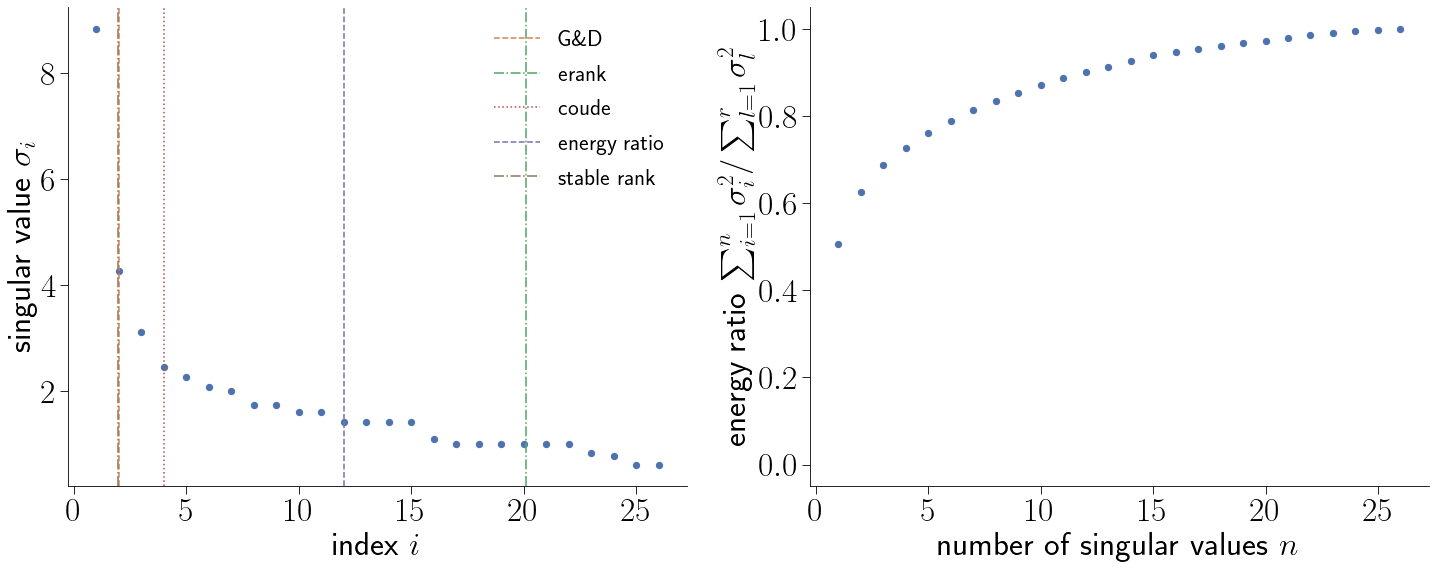 singular value σ_i
8
6
4
2
0 5 10 15 20 25
index i
G&D
erank
coude
energy ratio
stable rank
energy ratio ∑_{i=1}^{n} σ_i^2 / ∑_{l=1}^{r} σ_l^2
1.0
0.8
0.6
0.4
0.2
0.0
0 5 10 15 20 25
number of singular values n